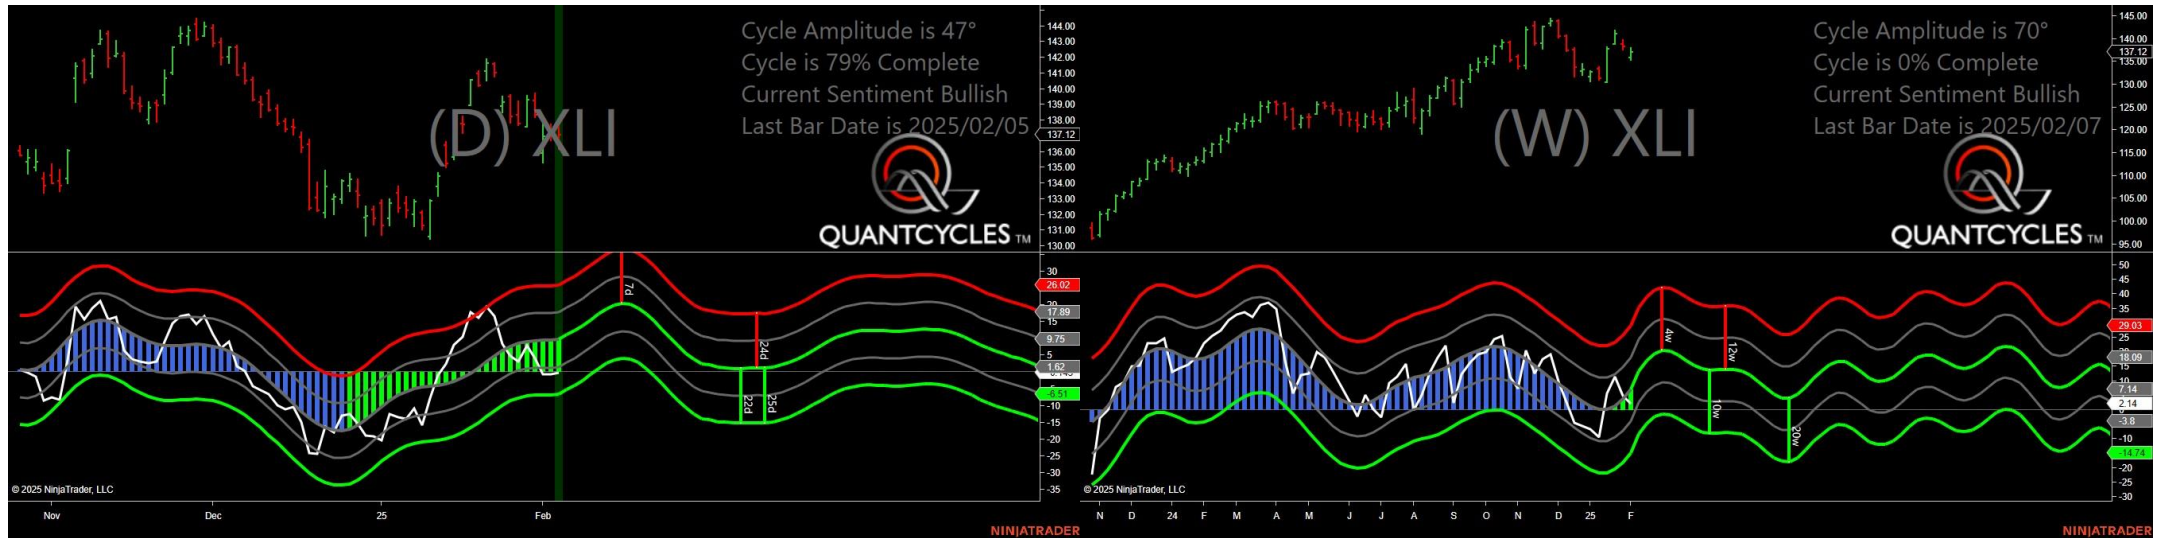 Cycle Amplitude is 47°
Cycle is 79% Complete
Current Sentiment Bullish
Last Bar Date is 2025/02/05
(D) XLI
QUANTCYCLES TM
144.00
143.00
142.00
141.00
140.00
139.00
138.00
137.12
136.00
135.00
134.00
133.00
132.00
131.00
130.00
7d
24d
22d
25d
30
26.02
17.89
15
9.75
5
1.62
-6.51
-10
-15
-20
-25
-30
-35
© 2025 NinjaTrader, LLC
Nov
Dec
25
Feb
NINJATRADER
Cycle Amplitude is 70°
Cycle is 0% Complete
Current Sentiment Bullish
Last Bar Date is 2025/02/07
(W) XLI
QUANTCYCLES TM
145.00
140.00
137.12
135.00
130.00
125.00
120.00
115.00
110.00
105.00
100.00
95.00
4w
12w
10w
20w
50
45
40
35
29.03
25
18.09
15
10
7.14
2.14
-3.8
-10
-14.74
-20
-25
-30
© 2025 NinjaTrader, LLC
N
D
24
F
M
A
M
J
J
A
S
O
N
D
25
F
NINJATRADER